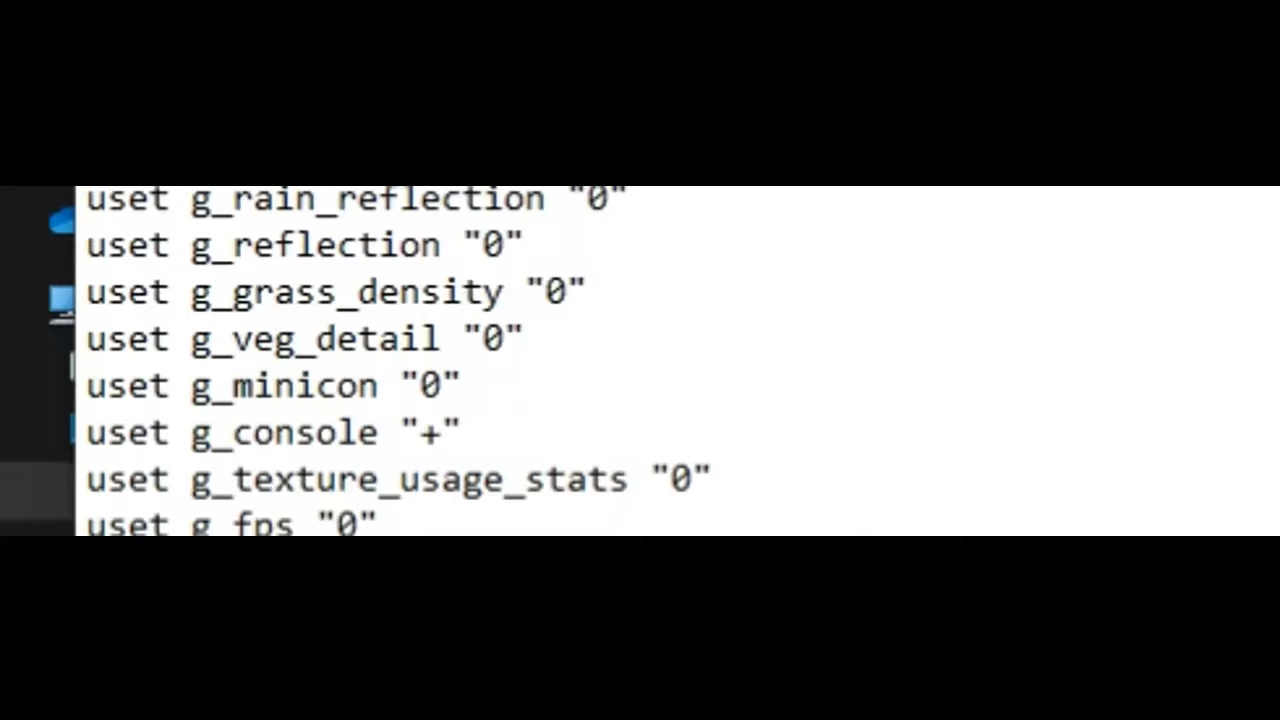 uset g_rain_reflection "0"
uset g_reflection "0"
uset g_grass_density "0"
uset g_veg_detail "0"
uset g_minicon "0"
uset g_console "+"
uset g_texture_usage_stats "0"
uset g_fps "0"